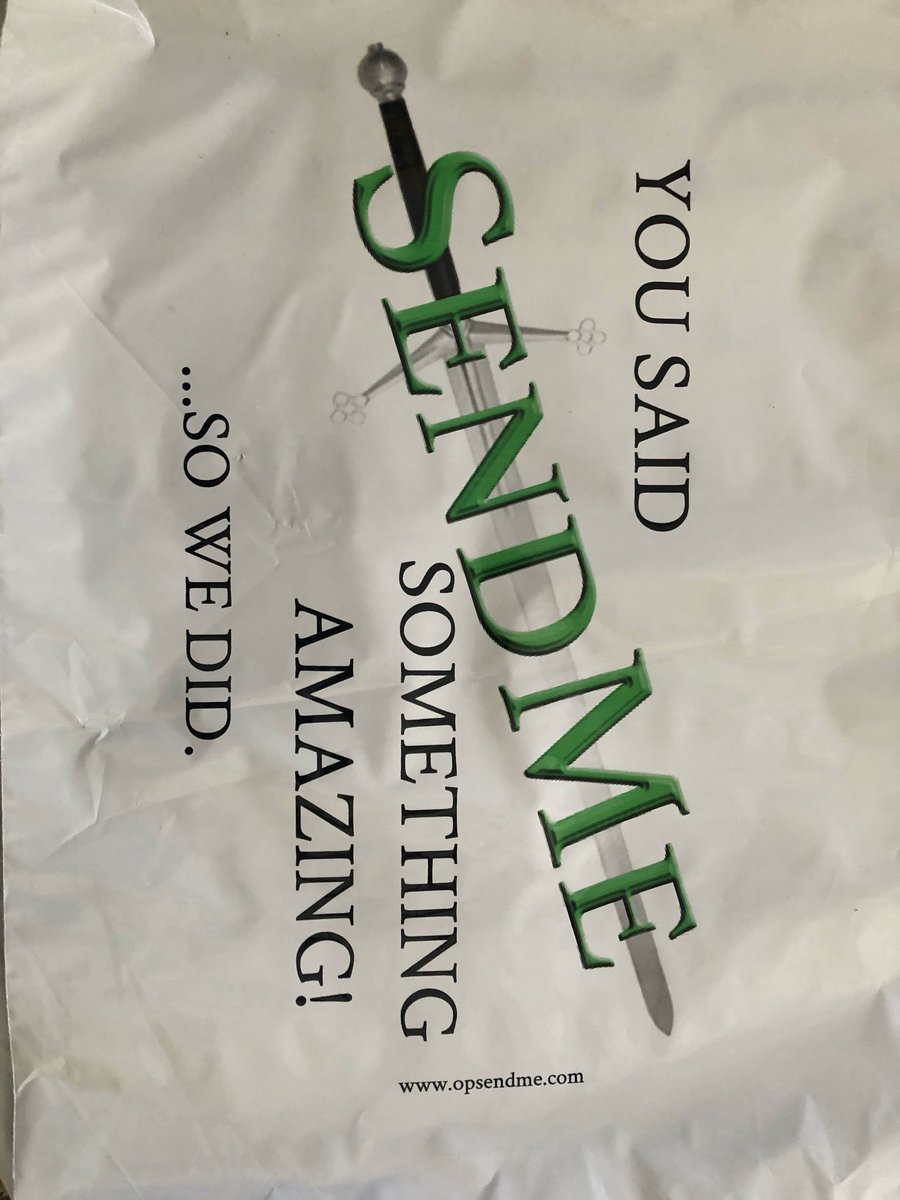 YOU SAID
SENDME
SOMETHING
AMAZING!
...SO WE DID.
www.opsendme.com